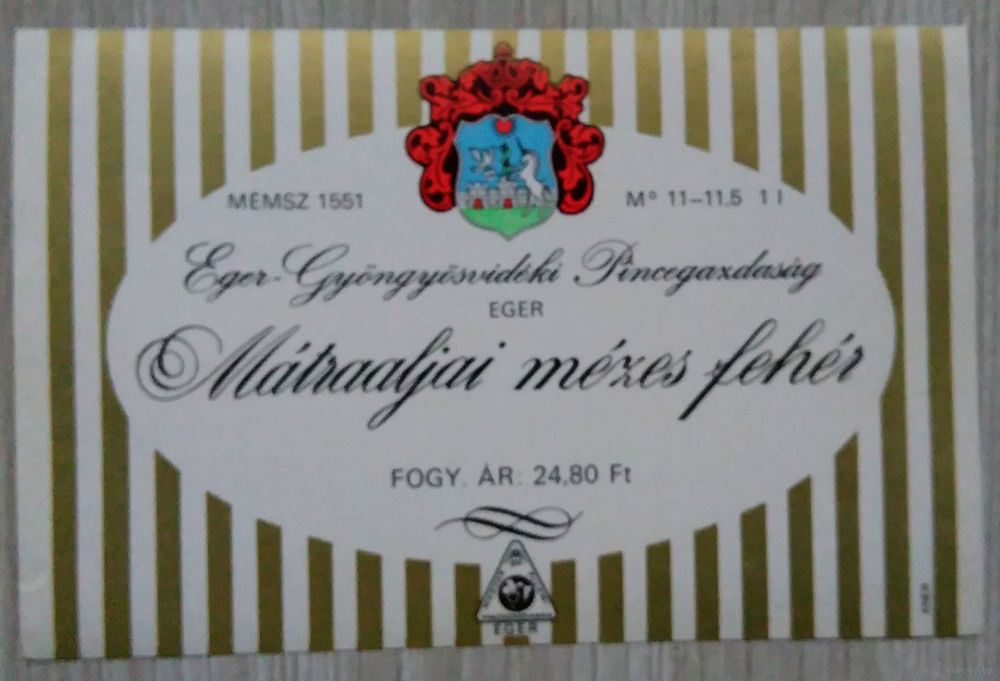 MÉMSZ 1551
M° 11–11,5 1 l
Eger-Gyöngyösvidéki Pincegazdaság
EGER
Mátraaljai mézes fehér
FOGY. ÁR: 24,80 Ft
EGER